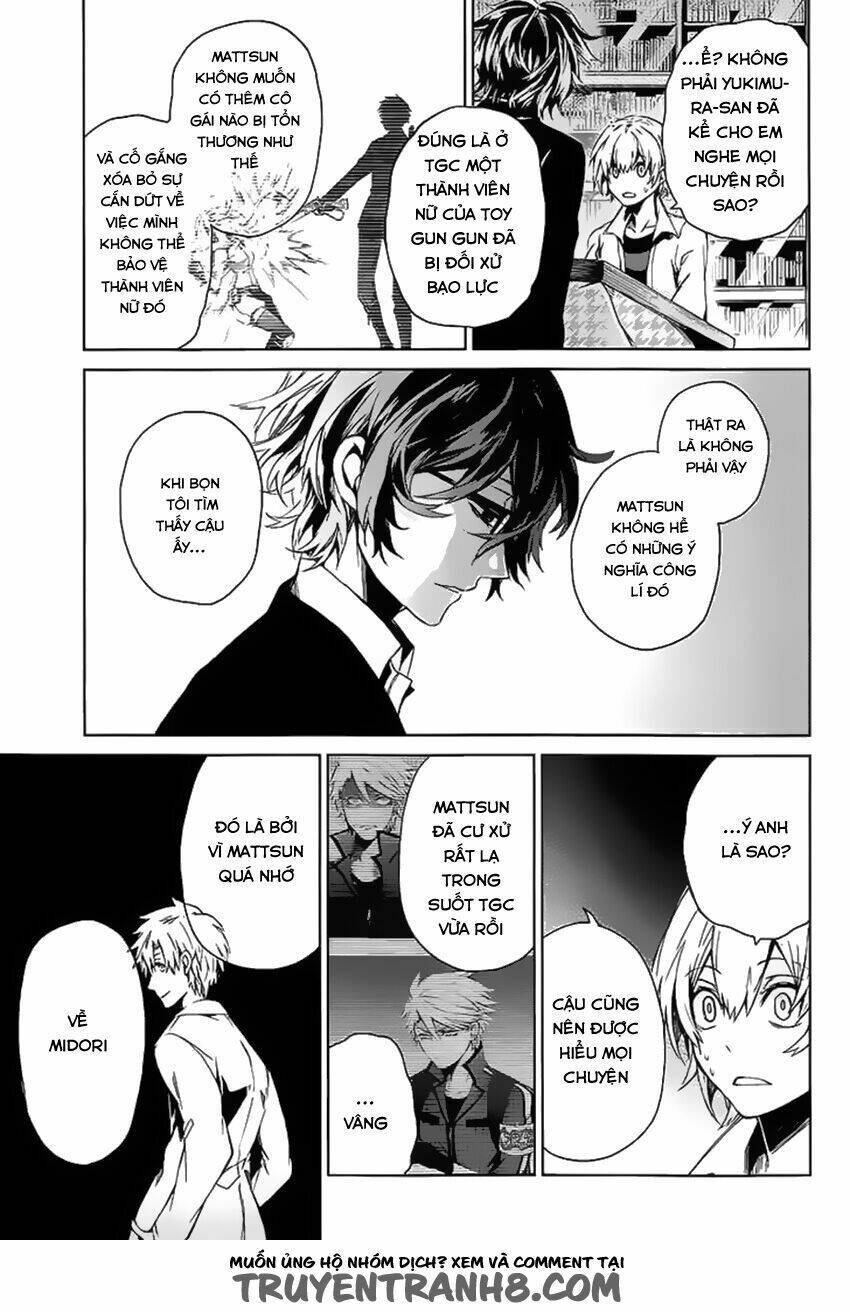 ...Ể? KHÔNG
PHẢI YUKIMU-
RA-SAN ĐÃ
KỂ CHO EM
NGHE MỌI
CHUYỆN RỒI
SAO?
ĐÚNG LÀ Ở
TGC MỘT
THÀNH VIÊN
NỮ CỦA TOY
GUN GUN ĐÃ
BỊ ĐỐI XỬ
BẠO LỰC
MATTSUN
KHÔNG MUỐN
CÓ THÊM CÔ
GÁI NÀO BỊ TỔN
THƯƠNG NHƯ
THẾ
VÀ CỐ GẮNG
XÓA BỎ SỰ
CẮN DỨT VỀ
VIỆC MÌNH
KHÔNG THỂ
BẢO VỆ
THÀNH VIÊN
NỮ ĐÓ
THẬT RA
LÀ KHÔNG
PHẢI VẬY
MATTSUN
KHÔNG HỀ
CÓ NHỮNG Ý
NGHĨA CÔNG
LÍ ĐÓ
KHI BỌN
TÔI TÌM
THẤY CẬU
ẤY...
...Ý ANH
LÀ SAO?
CẬU CŨNG
NÊN ĐƯỢC
HIỂU MỌI
CHUYỆN
MATTSUN
ĐÃ CƯ XỬ
RẤT LẠ
TRONG
SUỐT TGC
VỪA RỒI
...
VÂNG
ĐÓ LÀ BỞI
VÌ MATTSUN
QUÁ NHỚ
VỀ
MIDORI
MUỐN ỦNG HỘ NHÓM DỊCH? XEM VÀ COMMENT TẠI
TRUYENTRANH8.COM